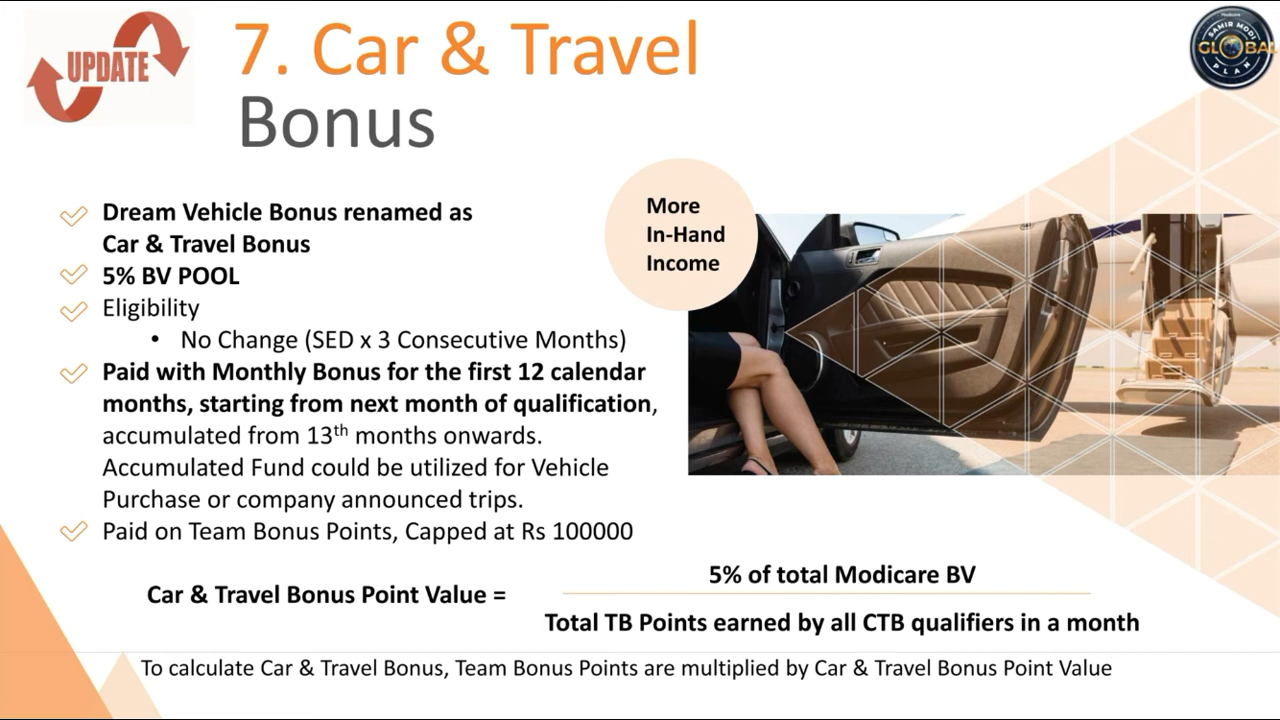 UPDATE
7. Car & Travel
Bonus
Modicare
SAMIR MODI
GLOBAL
PLAN
Dream Vehicle Bonus renamed as
Car & Travel Bonus
5% BV POOL
Eligibility
• No Change (SED x 3 Consecutive Months)
Paid with Monthly Bonus for the first 12 calendar
months, starting from next month of qualification,
accumulated from 13th months onwards.
Accumulated Fund could be utilized for Vehicle
Purchase or company announced trips.
Paid on Team Bonus Points, Capped at Rs 100000
More
In-Hand
Income
Car & Travel Bonus Point Value =
5% of total Modicare BV
Total TB Points earned by all CTB qualifiers in a month
To calculate Car & Travel Bonus, Team Bonus Points are multiplied by Car & Travel Bonus Point Value